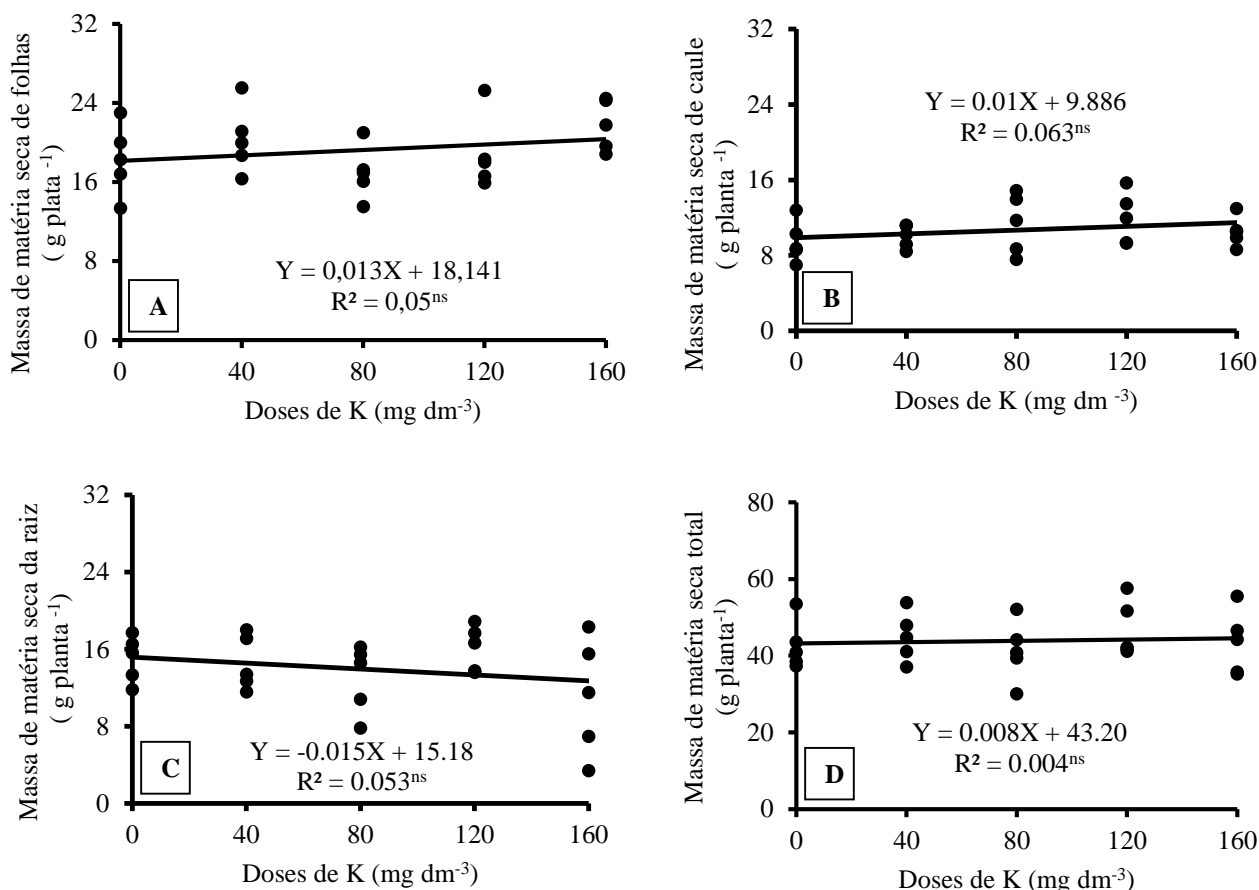 Massa de matéria seca de folhas
( g plata ⁻¹)
32
24
16
8
0
Y = 0,013X + 18,141
R² = 0,05ⁿˢ
A
0 40 80 120 160
Doses de K (mg dm⁻³)
Massa de matéria seca de caule
( g planta ⁻¹)
32
24
16
8
0
Y = 0.01X + 9.886
R² = 0.063ⁿˢ
B
0 40 80 120 160
Doses de K (mg dm ⁻³)
Massa de matéria seca da raiz
( g planta ⁻¹)
32
24
16
8
0
Y = -0.015X + 15.18
R² = 0.053ⁿˢ
C
0 40 80 120 160
Doses de K (mg dm⁻³)
Massa de matéria seca total
(g planta⁻¹)
80
60
40
20
0
Y = 0.008X + 43.20
R² = 0.004ⁿˢ
D
0 40 80 120 160
Doses de K (mg dm⁻³)